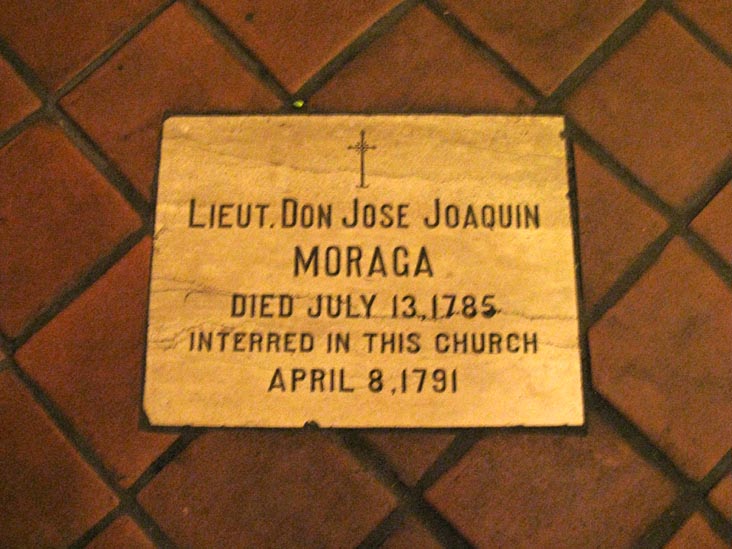 LIEUT. DON JOSE JOAQUIN
MORAGA
DIED JULY 13, 1785
INTERRED IN THIS CHURCH
APRIL 8, 1791